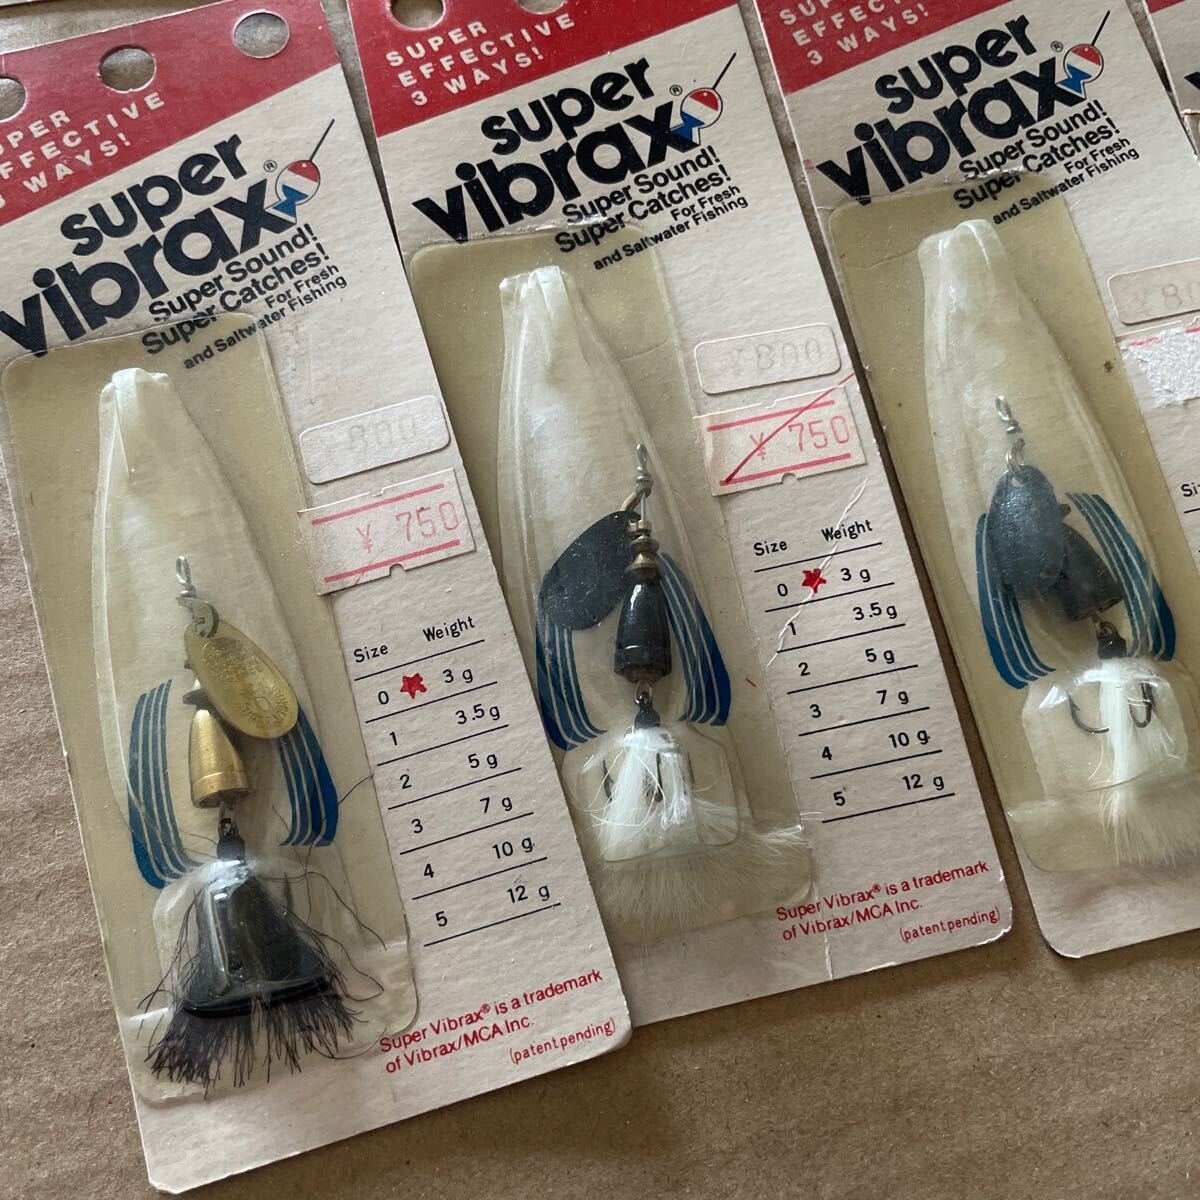 PER
EFFECTIVE
WAYS!
super
vibrax®
Super Sound!
Super Catches!
For Fresh
and Saltwater Fishing
800
¥ 750
Size Weight
0 3 g
1 3.5 g
2 5 g
3 7 g
4 10 g
5 12 g
Super Vibrax® is a trademark
of Vibrax/MCA Inc.
(patent pending)
SUPER
EFFECTIVE
3 WAYS!
super
vibrax®
Super Sound!
Super Catches!
For Fresh
and Saltwater Fishing
¥800
¥ 750
Size Weight
0 3 g
1 3.5 g
2 5 g
3 7 g
4 10 g
5 12 g
Super Vibrax® is a trademark
of Vibrax/MCA Inc.
(patent pending)
SUPER
EFFECTIVE
3 WAYS!
super
vibrax®
Super Sound!
Super Catches!
For Fresh
and Saltwater Fishing
Si